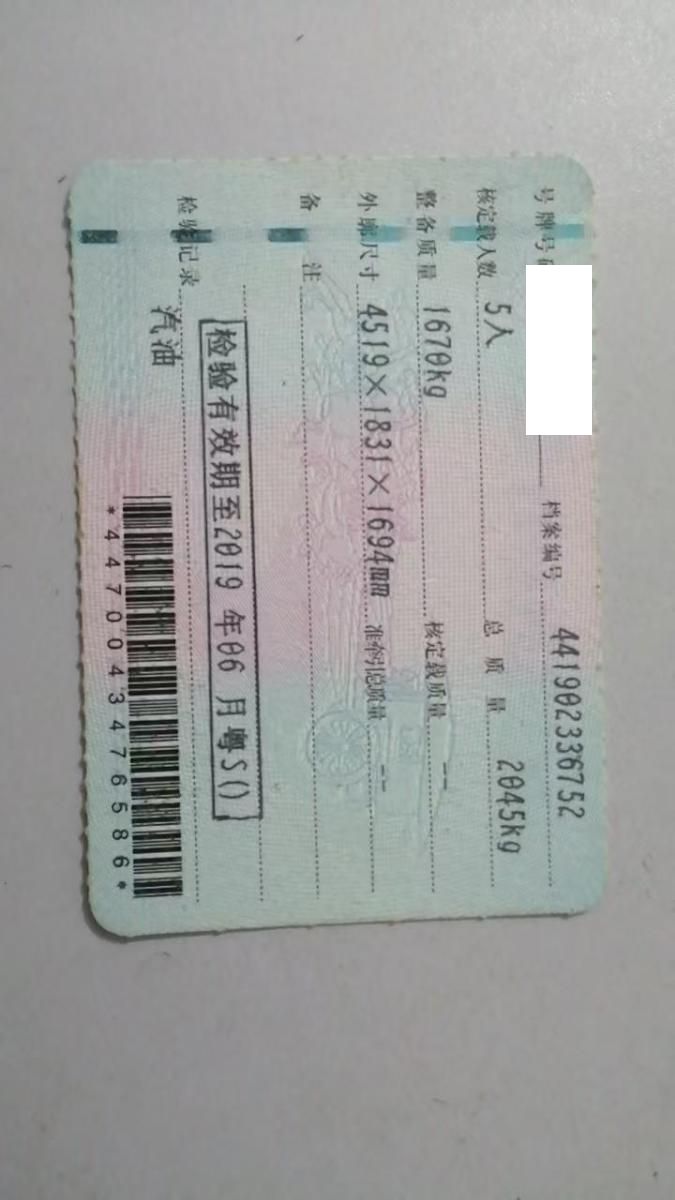 号牌号码 档案编号 441902336752
核定载人数 5人 总质量 2045kg
整备质量 1670kg 核定载质量 --
外廓尺寸 4519×1831×1694mm 准牵引总质量 --
备注
检验有效期至2019年06月粤S()
检验记录
汽油
*4470043476586*